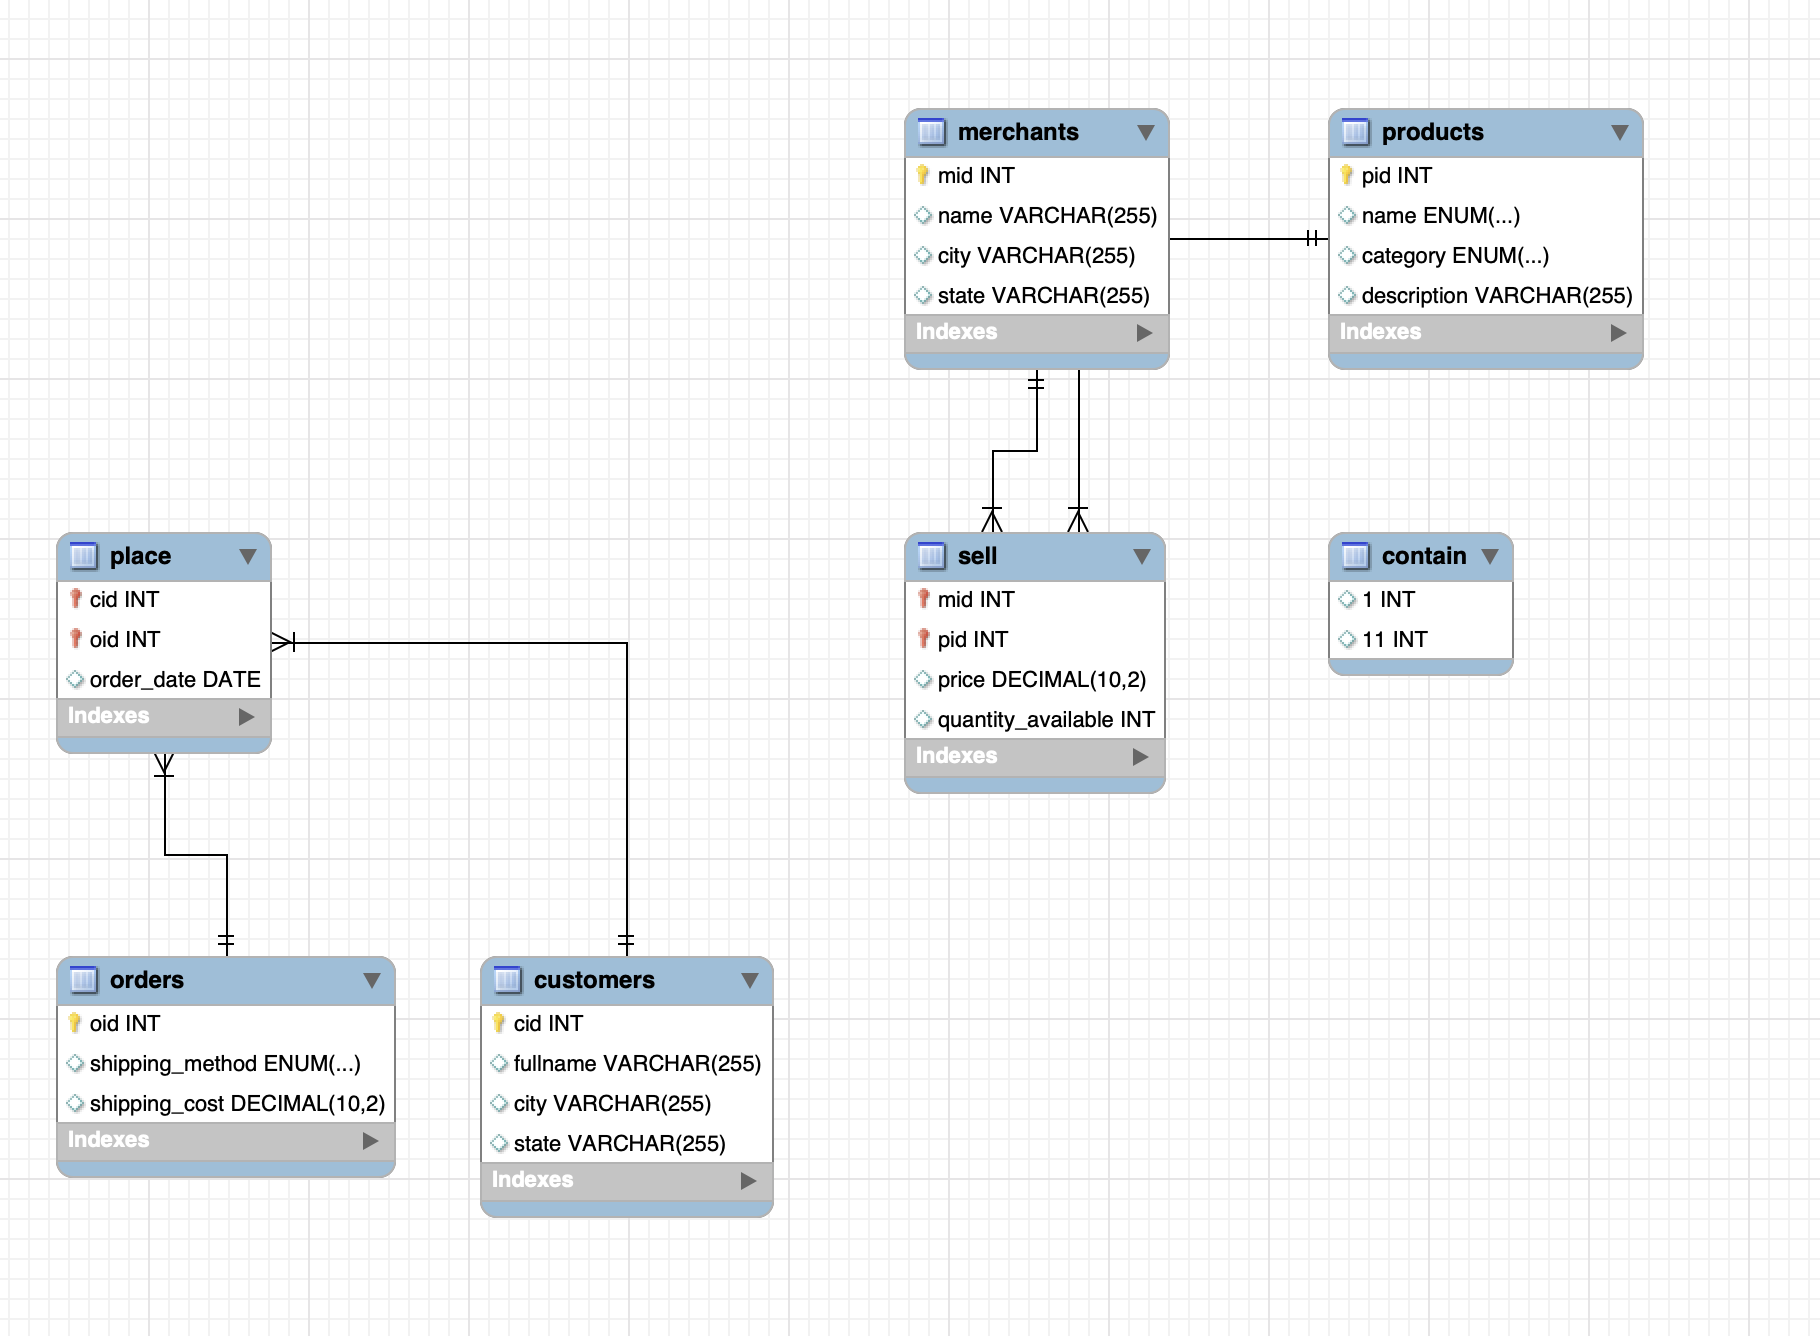 merchants
mid INT
name VARCHAR(255)
city VARCHAR(255)
state VARCHAR(255)
Indexes
products
pid INT
name ENUM(...)
category ENUM(...)
description VARCHAR(255)
Indexes
place
cid INT
oid INT
order_date DATE
Indexes
sell
mid INT
pid INT
price DECIMAL(10,2)
quantity_available INT
Indexes
contain
1 INT
11 INT
orders
oid INT
shipping_method ENUM(...)
shipping_cost DECIMAL(10,2)
Indexes
customers
cid INT
fullname VARCHAR(255)
city VARCHAR(255)
state VARCHAR(255)
Indexes